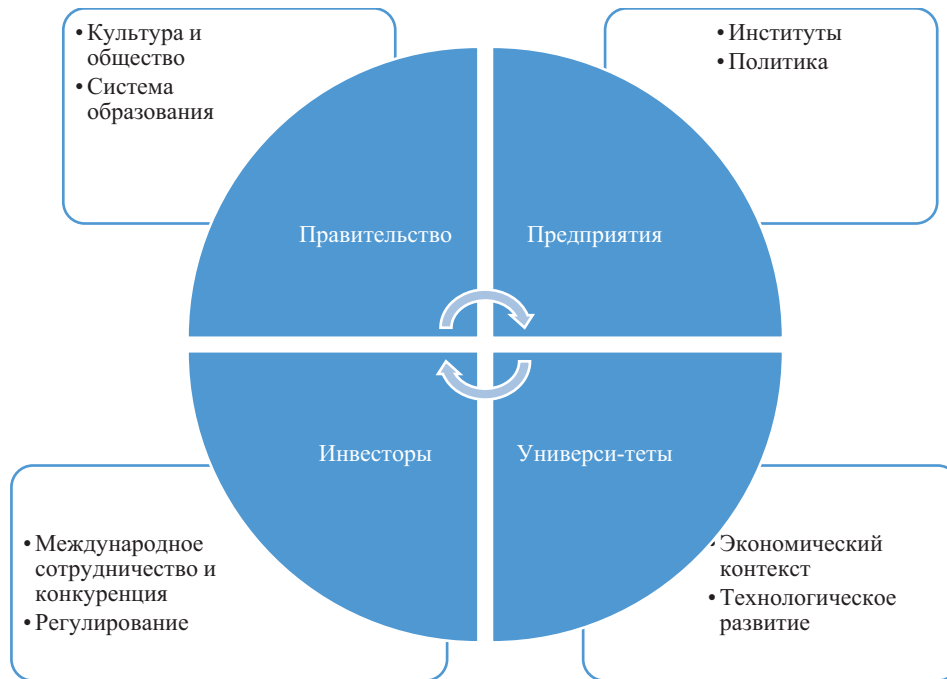 • Культура и
общество
• Система
образования
• Институты
• Политика
Правительство
Предприятия
Инвесторы
Универси-теты
• Международное
сотрудничество и
конкуренция
• Регулирование
• Экономический
контекст
• Технологическое
развитие